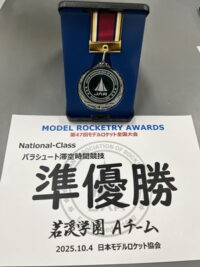 MODEL ROCKETRY AWARDS
第47回モデルロケット全国大会
National-Class
パラシュート滞空時間競技
準優勝
若葉学園 Aチーム
2025.10.4 日本モデルロケット協会